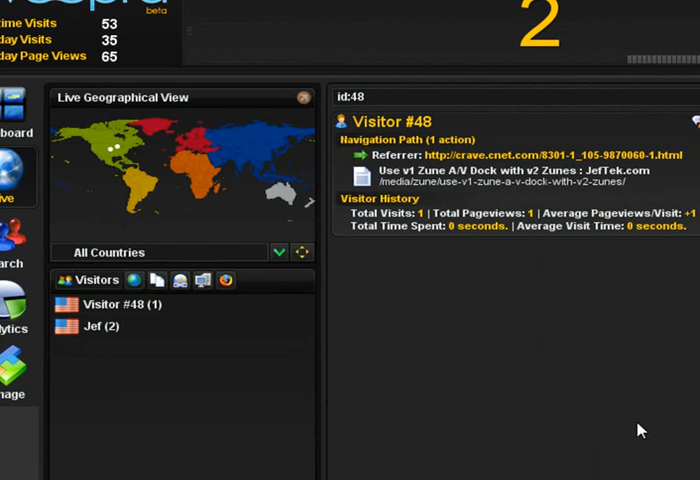 beta
ime Visits 53
day Visits 35
day Page Views 65
2
Live Geographical View
All Countries
Visitors
Visitor #48 (1)
Jef (2)
board
ive
arch
lytics
nage
id:48
Visitor #48
Navigation Path (1 action)
Referrer: http://crave.cnet.com/8301-1_105-9870060-1.html
Use v1 Zune A/V Dock with v2 Zunes : JefTek.com
/media/zune/use-v1-zune-a-v-dock-with-v2-zunes/
Visitor History
Total Visits: 1 | Total Pageviews: 1 | Average Pageviews/Visit: +1
Total Time Spent: 0 seconds. | Average Visit Time: 0 seconds.